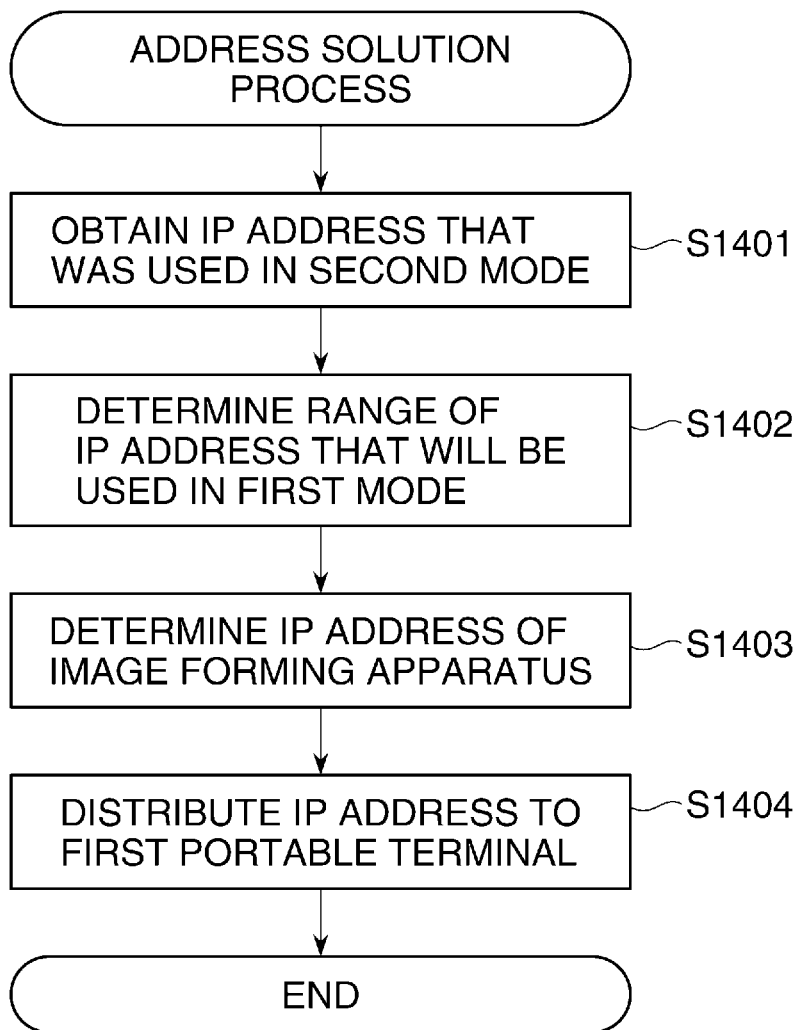 ADDRESS SOLUTION
PROCESS
OBTAIN IP ADDRESS THAT
WAS USED IN SECOND MODE
S1401
DETERMINE RANGE OF
IP ADDRESS THAT WILL BE
USED IN FIRST MODE
S1402
DETERMINE IP ADDRESS OF
IMAGE FORMING APPARATUS
S1403
DISTRIBUTE IP ADDRESS TO
FIRST PORTABLE TERMINAL
S1404
END